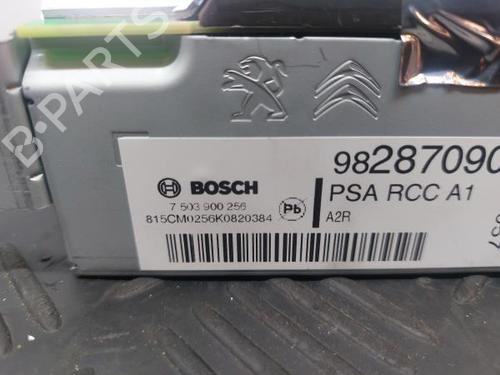 B-PARTS
98287090
BOSCH
PSA RCC A1
7 503 900 256
815CM0256K0820384
Pb
A2R